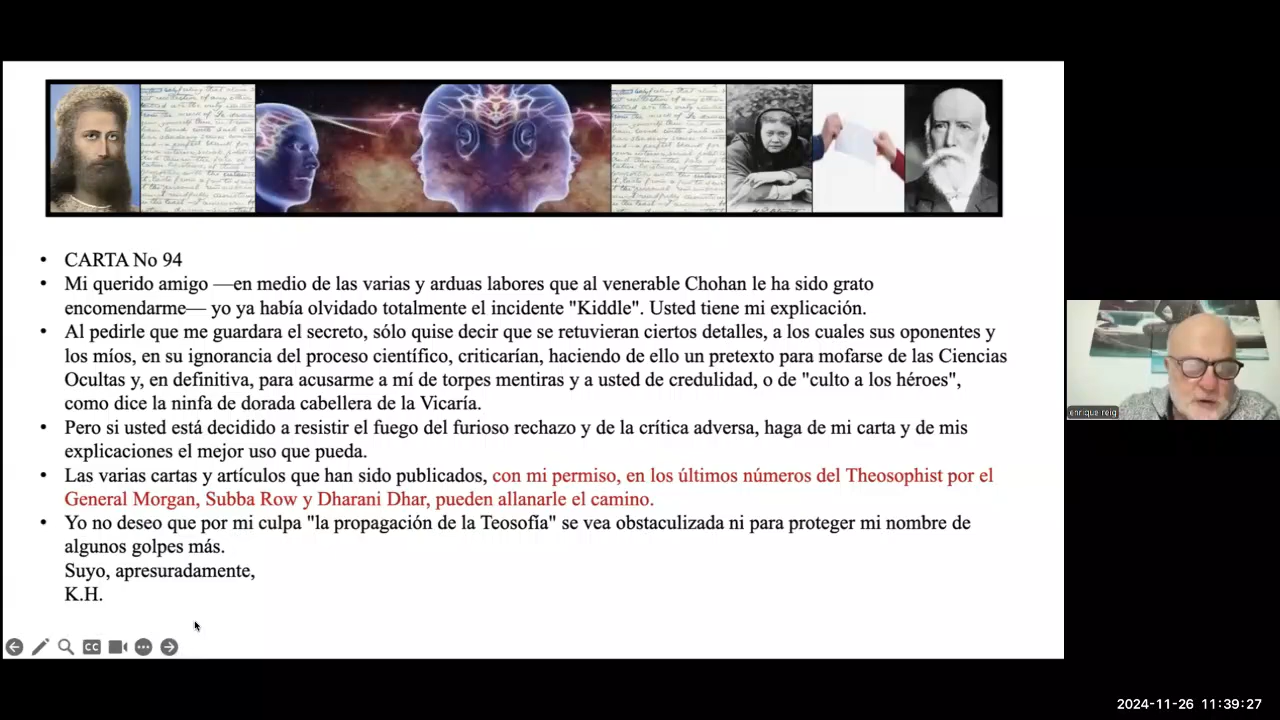 • CARTA No 94
• Mi querido amigo —en medio de las varias y arduas labores que al venerable Chohan le ha sido grato
encomendarme— yo ya había olvidado totalmente el incidente "Kiddle". Usted tiene mi explicación.
• Al pedirle que me guardara el secreto, sólo quise decir que se retuvieran ciertos detalles, a los cuales sus oponentes y
los míos, en su ignorancia del proceso científico, criticarían, haciendo de ello un pretexto para mofarse de las Ciencias
Ocultas y, en definitiva, para acusarme a mí de torpes mentiras y a usted de credulidad, o de "culto a los héroes",
como dice la ninfa de dorada cabellera de la Vicaría.
• Pero si usted está decidido a resistir el fuego del furioso rechazo y de la crítica adversa, haga de mi carta y de mis
explicaciones el mejor uso que pueda.
• Las varias cartas y artículos que han sido publicados, con mi permiso, en los últimos números del Theosophist por el
General Morgan, Subba Row y Dharani Dhar, pueden allanarle el camino.
• Yo no deseo que por mi culpa "la propagación de la Teosofía" se vea obstaculizada ni para proteger mi nombre de
algunos golpes más.
Suyo, apresuradamente,
K.H.
CC
enrique reig
2024-11-26 11:39:27